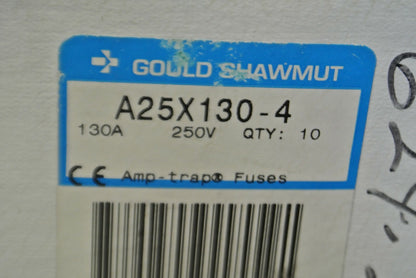 GOULD SHAWMUT
A25X130-4
130A 250V QTY: 10
CE Amp-trap® Fuses